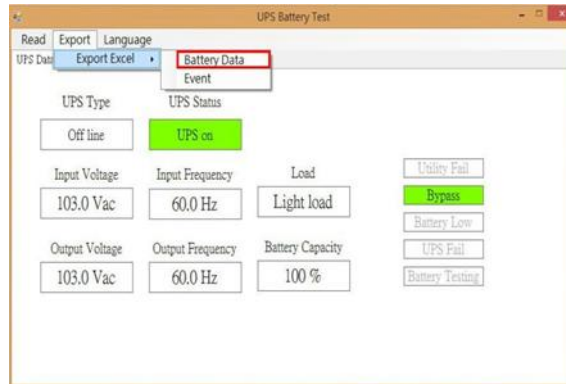 UPS Battery Test
Read Export Language
UPS Data Export Excel Battery Data
Event
UPS Type UPS Status
Off line UPS on
Input Voltage Input Frequency Load
103.0 Vac 60.0 Hz Light load
Output Voltage Output Frequency Battery Capacity
103.0 Vac 60.0 Hz 100 %
Utility Fail
Bypass
Battery Low
UPS Fail
Battery Testing